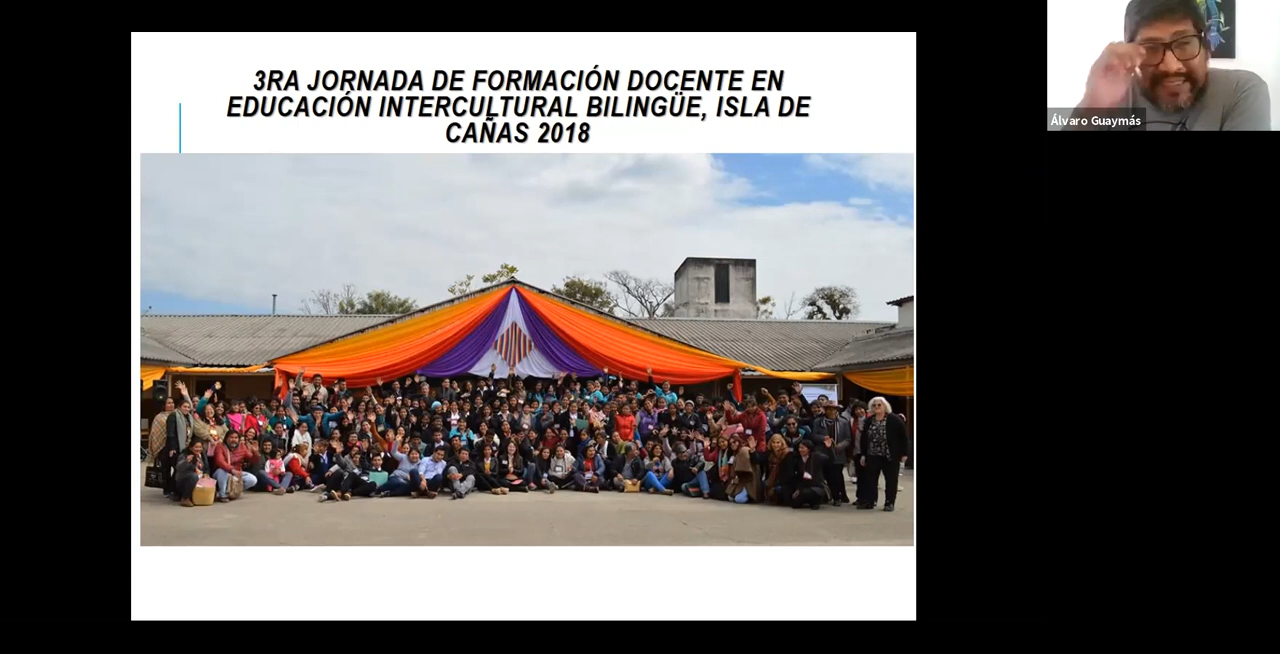 3RA JORNADA DE FORMACIÓN DOCENTE EN
EDUCACIÓN INTERCULTURAL BILINGÜE, ISLA DE
CAÑAS 2018
Álvaro Guaymás